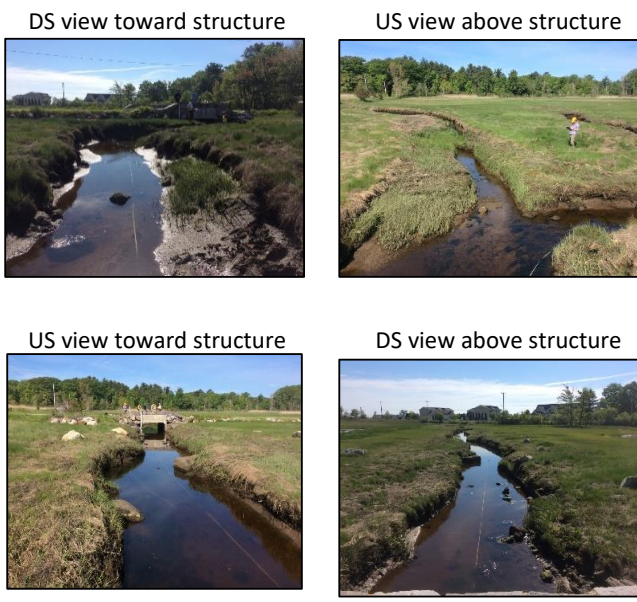 DS view toward structure
US view above structure
US view toward structure
DS view above structure